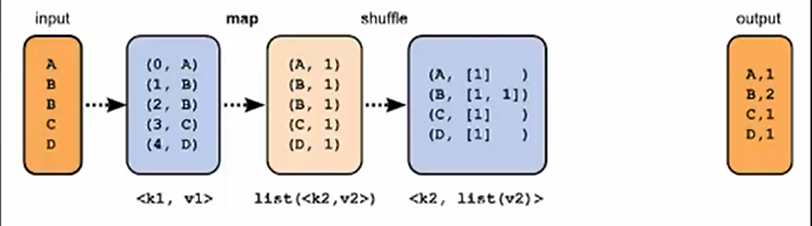 input
map
shuffle
output
A
B
B
C
D
(0, A)
(1, B)
(2, B)
(3, C)
(4, D)
(A, 1)
(B, 1)
(B, 1)
(C, 1)
(D, 1)
(A, [1] )
(B, [1, 1])
(C, [1] )
(D, [1] )
A,1
B,2
C,1
D,1
<k1, v1>
list(<k2,v2>)
<k2, list(v2)>